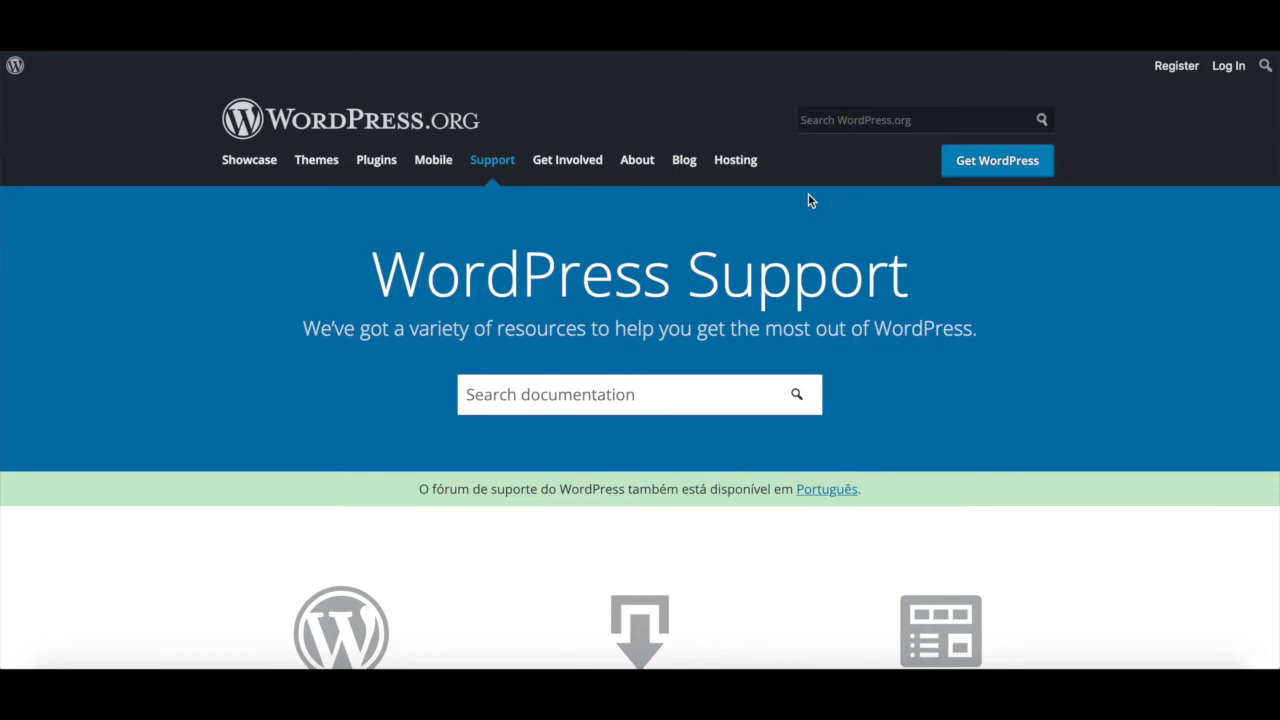 Register Log In
WORDPRESS.ORG
Search WordPress.org
Showcase Themes Plugins Mobile Support Get Involved About Blog Hosting
Get WordPress
WordPress Support
We’ve got a variety of resources to help you get the most out of WordPress.
Search documentation
O fórum de suporte do WordPress também está disponível em Português.